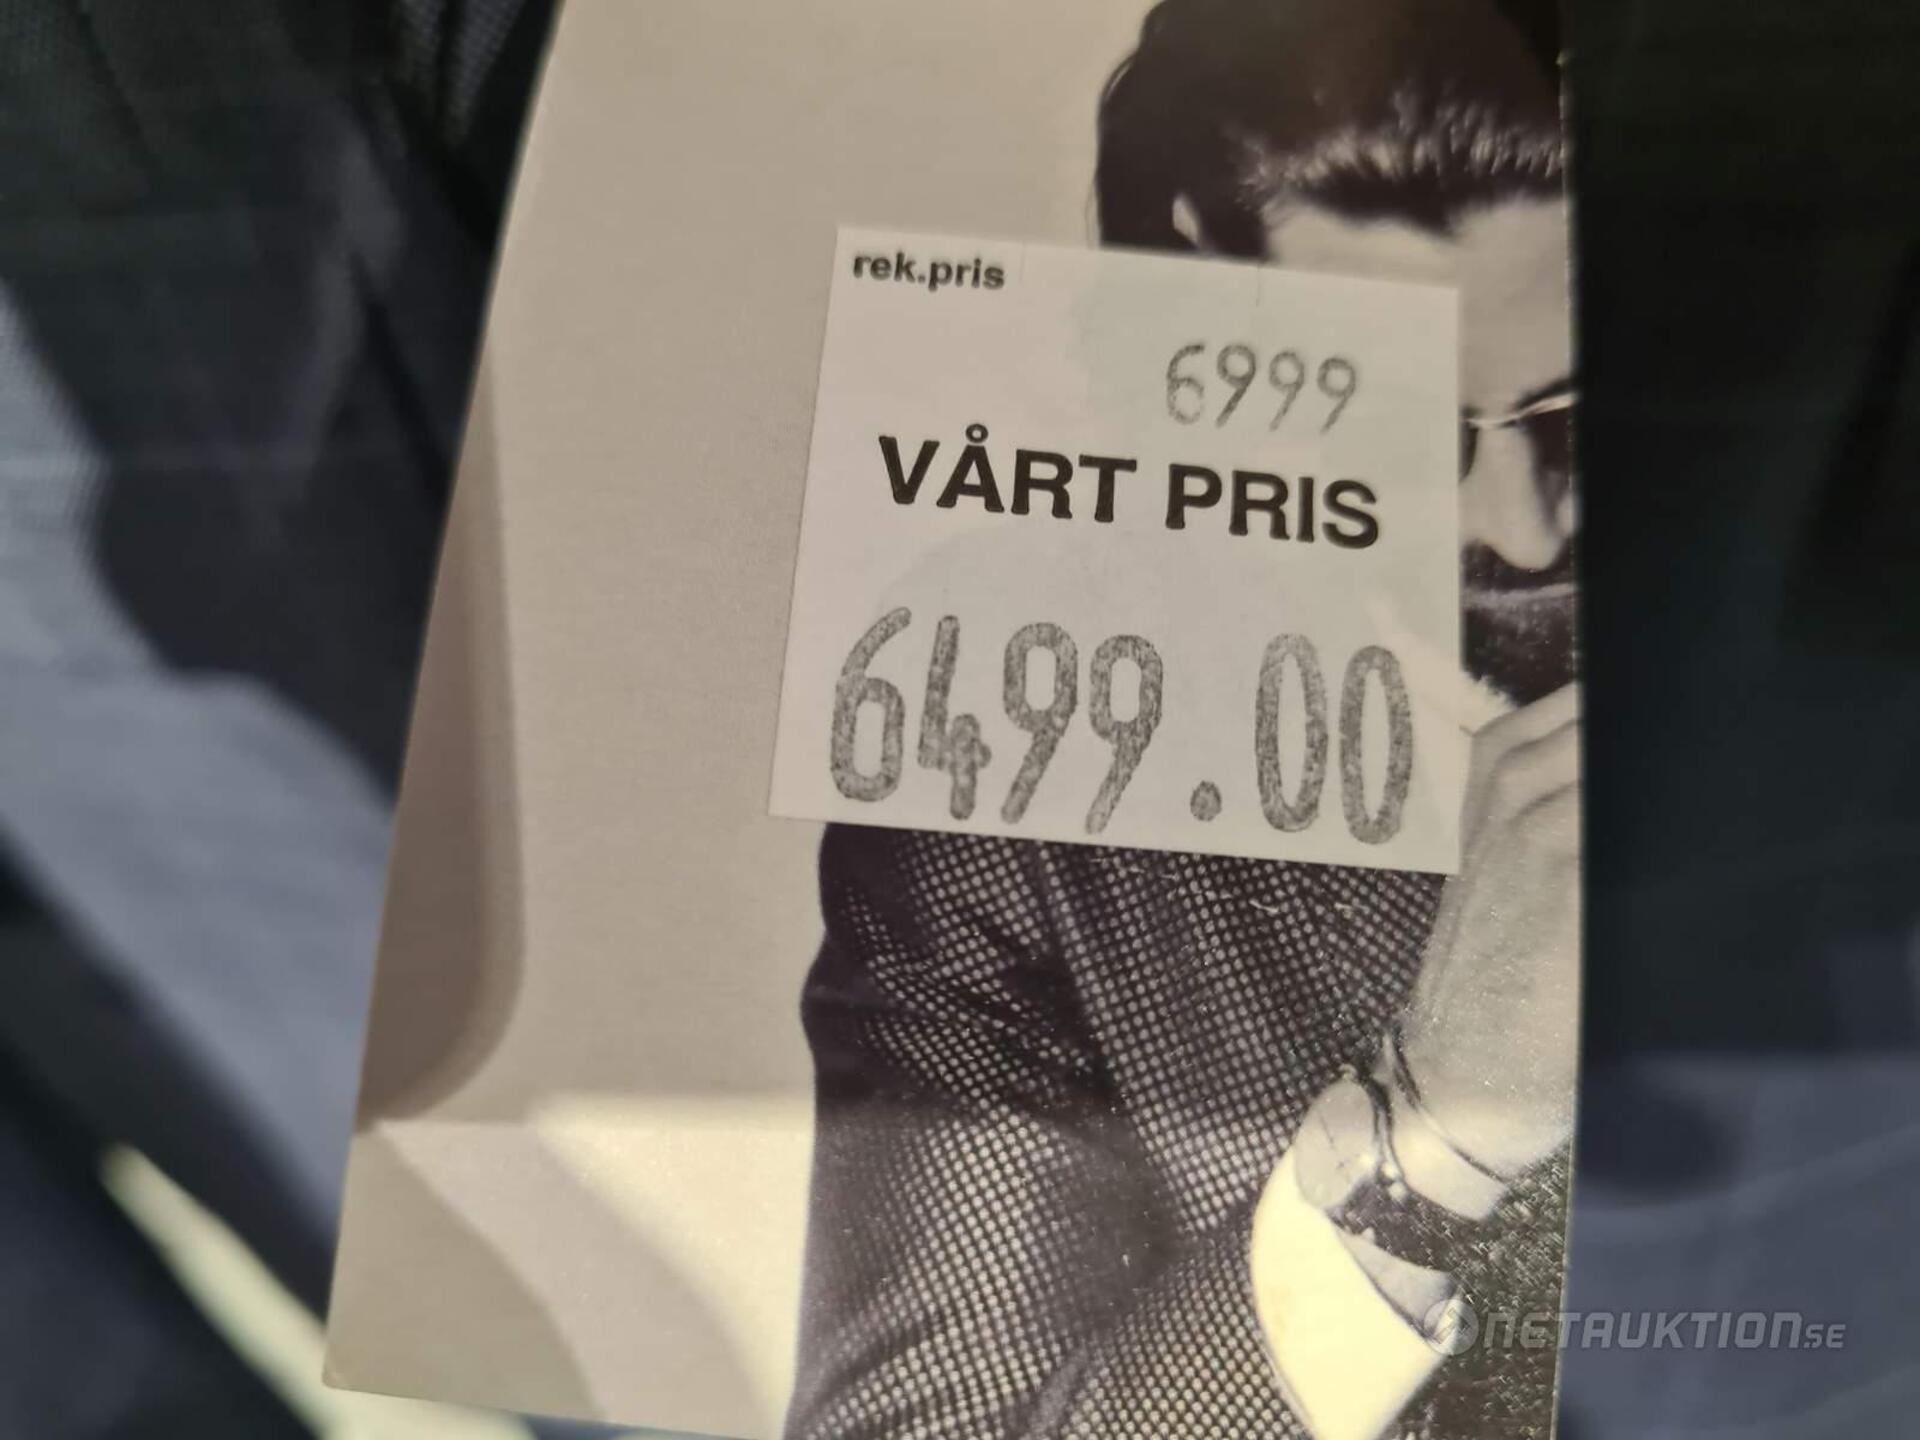 rek.pris
6999
VÅRT PRIS
6499.00
NETAUKTION.SE